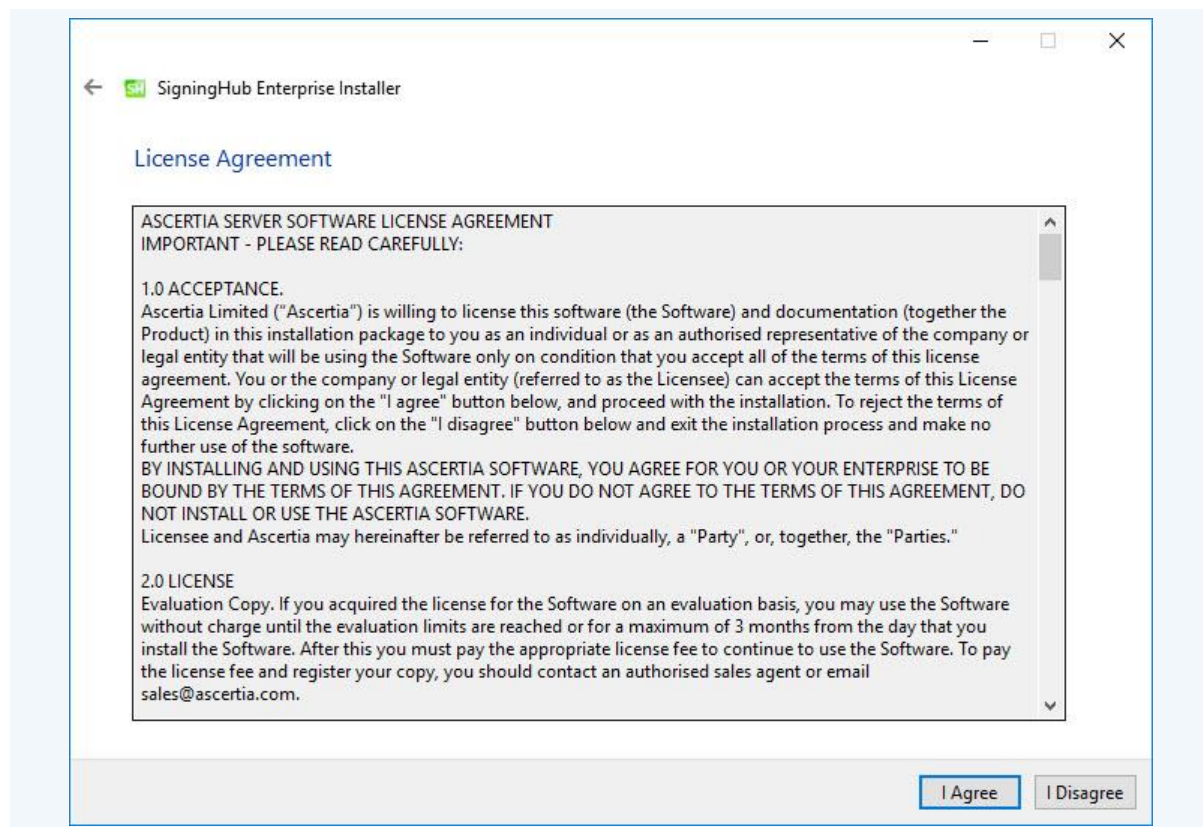 SigningHub Enterprise Installer
License Agreement
ASCERTIA SERVER SOFTWARE LICENSE AGREEMENT
IMPORTANT - PLEASE READ CAREFULLY:
1.0 ACCEPTANCE.
Ascertia Limited ("Ascertia") is willing to license this software (the Software) and documentation (together the
Product) in this installation package to you as an individual or as an authorised representative of the company or
legal entity that will be using the Software only on condition that you accept all of the terms of this license
agreement. You or the company or legal entity (referred to as the Licensee) can accept the terms of this License
Agreement by clicking on the "I agree" button below, and proceed with the installation. To reject the terms of
this License Agreement, click on the "I disagree" button below and exit the installation process and make no
further use of the software.
BY INSTALLING AND USING THIS ASCERTIA SOFTWARE, YOU AGREE FOR YOU OR YOUR ENTERPRISE TO BE
BOUND BY THE TERMS OF THIS AGREEMENT. IF YOU DO NOT AGREE TO THE TERMS OF THIS AGREEMENT, DO
NOT INSTALL OR USE THE ASCERTIA SOFTWARE.
Licensee and Ascertia may hereinafter be referred to as individually, a "Party", or, together, the "Parties."
2.0 LICENSE
Evaluation Copy. If you acquired the license for the Software on an evaluation basis, you may use the Software
without charge until the evaluation limits are reached or for a maximum of 3 months from the day that you
install the Software. After this you must pay the appropriate license fee to continue to use the Software. To pay
the license fee and register your copy, you should contact an authorised sales agent or email
sales@ascertia.com.
I Agree
I Disagree